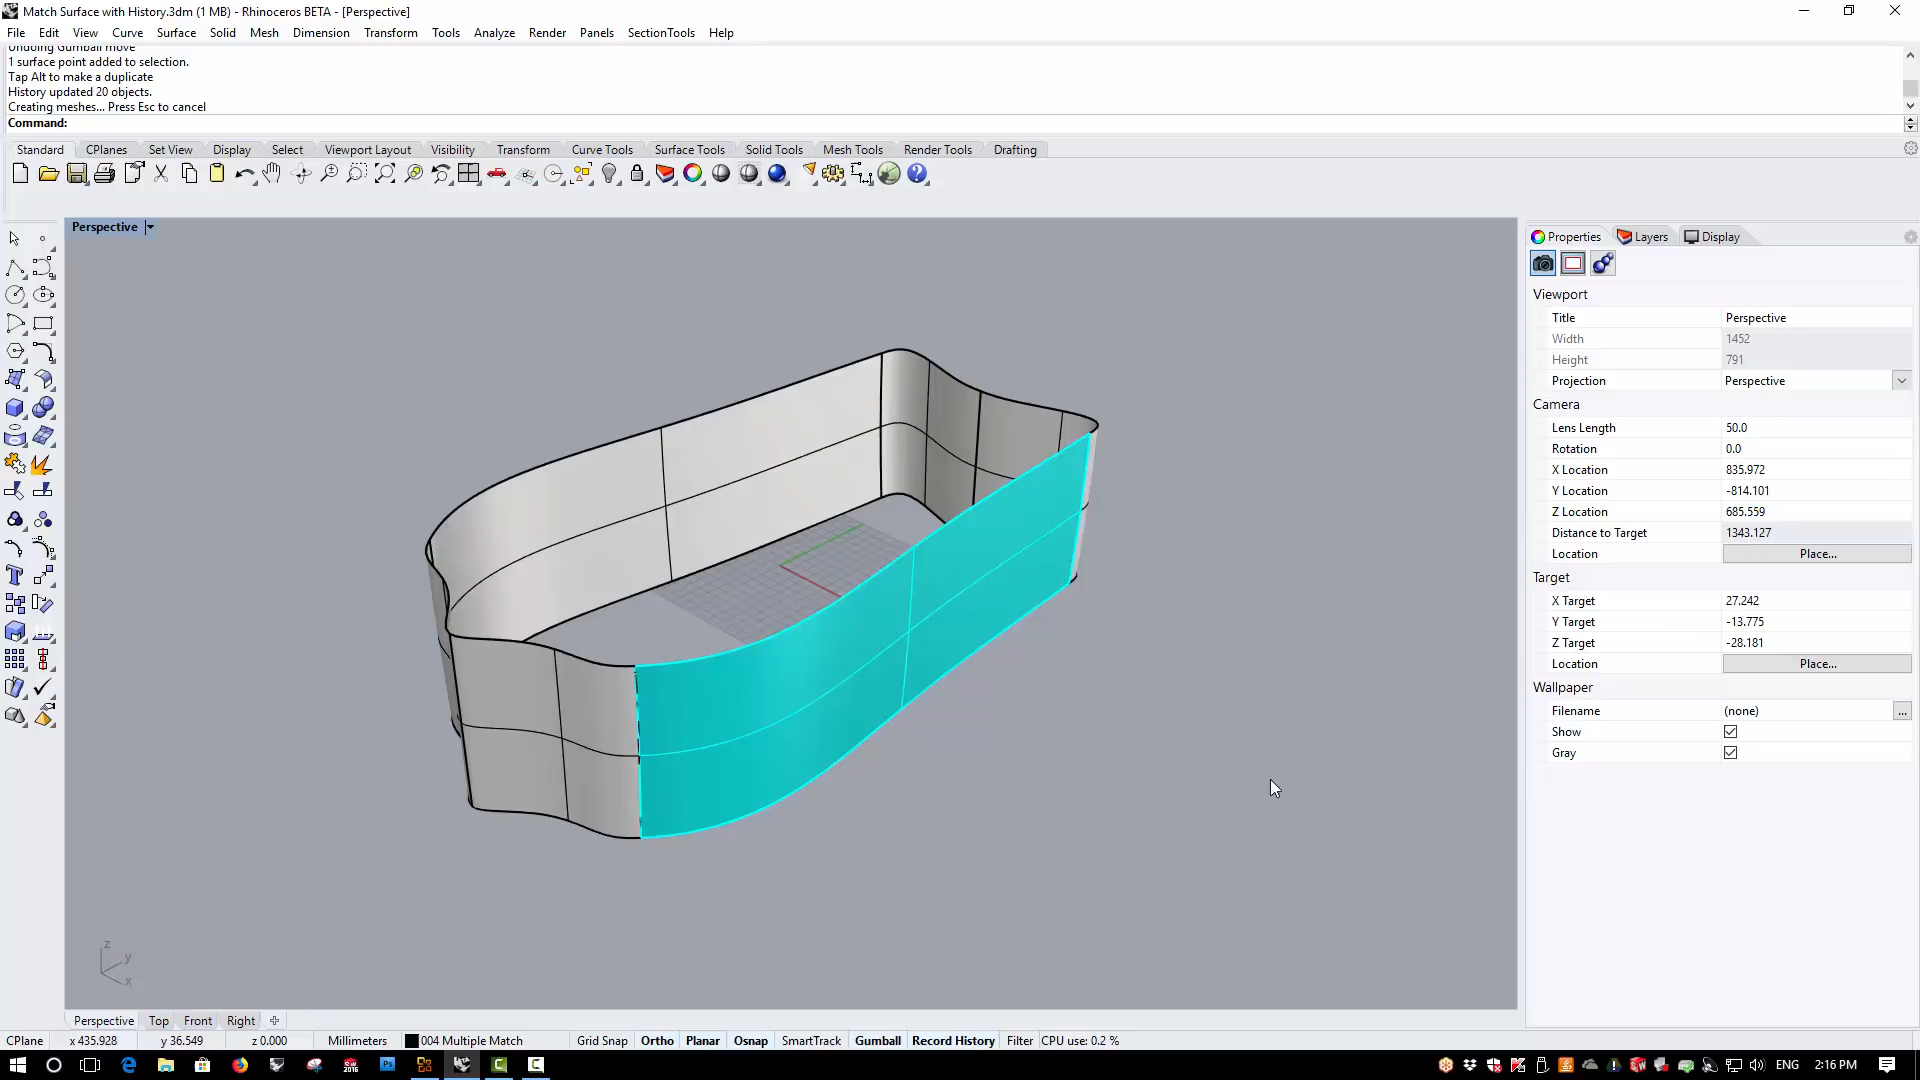 Match Surface with History.3dm (1 MB) - Rhinoceros BETA - [Perspective]
File Edit View Curve Surface Solid Mesh Dimension Transform Tools Analyze Render Panels SectionTools Help
Undoing Gumball move
1 surface point added to selection.
Tap Alt to make a duplicate
History updated 20 objects.
Creating meshes... Press Esc to cancel
Command:
Standard CPlanes Set View Display Select Viewport Layout Visibility Transform Curve Tools Surface Tools Solid Tools Mesh Tools Render Tools Drafting
Perspective
Properties Layers Display
Viewport
Title Perspective
Width 1452
Height 791
Projection Perspective
Camera
Lens Length 50.0
Rotation 0.0
X Location 835.972
Y Location -814.101
Z Location 685.559
Distance to Target 1343.127
Location Place...
Target
X Target 27.242
Y Target -13.775
Z Target -28.181
Location Place...
Wallpaper
Filename (none) ...
Show
Gray
z
y
x
Perspective Top Front Right
CPlane x 435.928 y 36.549 z 0.000 Millimeters 004 Multiple Match Grid Snap Ortho Planar Osnap SmartTrack Gumball Record History Filter CPU use: 0.2 %
ENG 2:16 PM